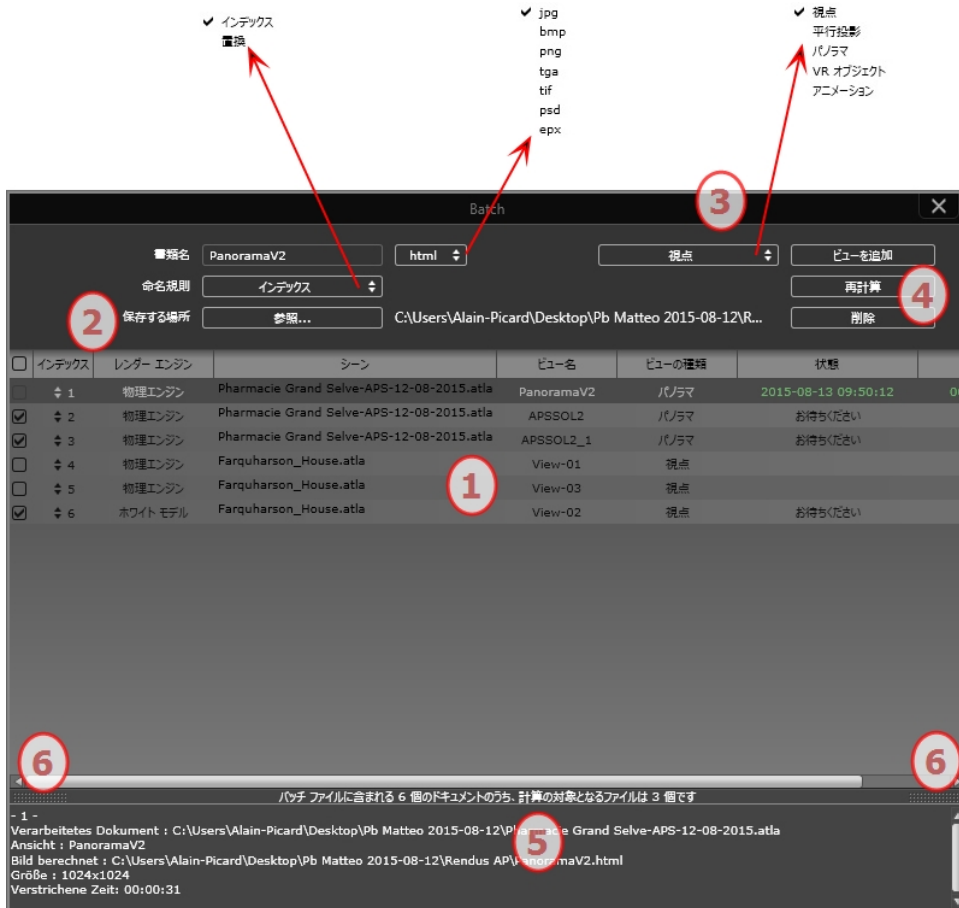 ✔ インデックス
置換
✔ jpg
bmp
png
tga
tif
psd
epx
✔ 視点
平行投影
パノラマ
VR オブジェクト
アニメーション
Batch
3
書類名 PanoramaV2 html 視点 ビューを追加
命名規則 インデックス 再計算
4
2
保存する場所 参照... C:\Users\Alain-Picard\Desktop\Pb Matteo 2015-08-12\R... 削除
インデックス レンダー エンジン シーン ビュー名 ビューの種類 状態
1 物理エンジン Pharmacie Grand Selve-APS-12-08-2015.atla PanoramaV2 パノラマ 2015-08-13 09:50:12
2 物理エンジン Pharmacie Grand Selve-APS-12-08-2015.atla APSSOL2 パノラマ お待ちください
3 物理エンジン Pharmacie Grand Selve-APS-12-08-2015.atla APSSOL2_1 パノラマ お待ちください
4 物理エンジン Farquharson_House.atla View-01 視点
1
5 物理エンジン Farquharson_House.atla View-03 視点
6 ホワイト モデル Farquharson_House.atla View-02 視点 お待ちください
6 6
バッチ ファイルに含まれる 6 個のドキュメントのうち、計算の対象となるファイルは 3 個です
- 1 -
Verarbeitetes Dokument : C:\Users\Alain-Picard\Desktop\Pb Matteo 2015-08-12\Pharmacie Grand Selve-APS-12-08-2015.atla
Ansicht : PanoramaV2
5
Bild berechnet : C:\Users\Alain-Picard\Desktop\Pb Matteo 2015-08-12\Rendus AP\PanoramaV2.html
Größe : 1024x1024
Verstrichene Zeit: 00:00:31